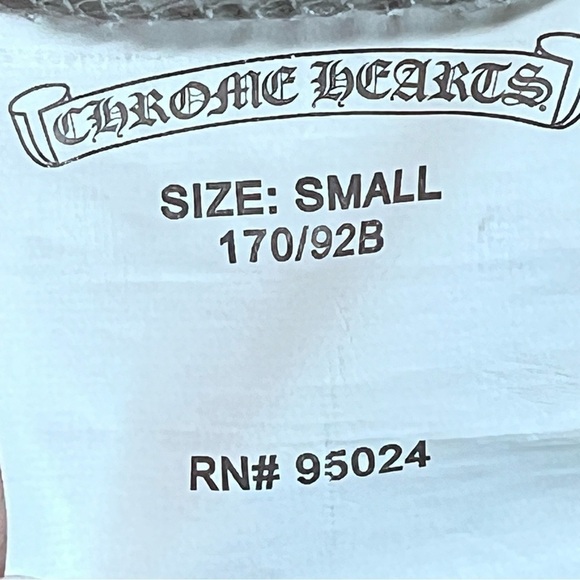 CHROME HEARTS
SIZE: SMALL
170/92B
RN# 95024